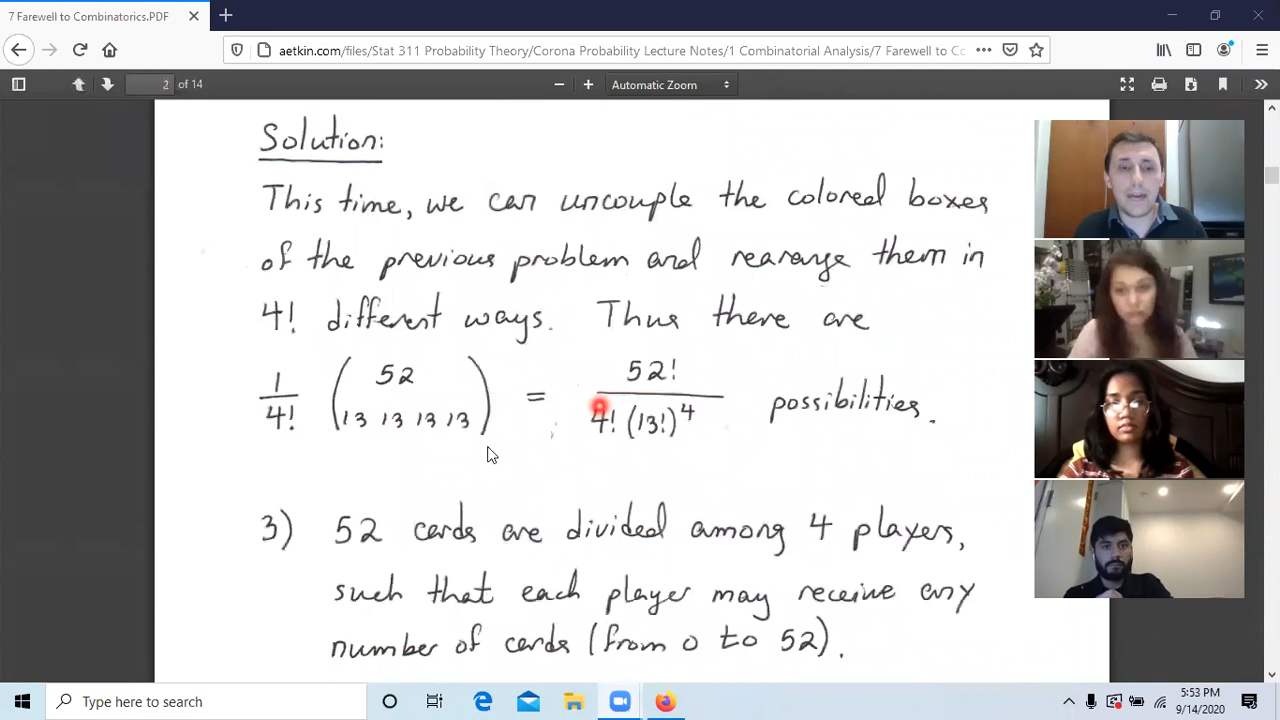 7 Farewell to Combinatorics.PDF
aetkin.com/files/Stat 311 Probability Theory/Corona Probability Lecture Notes/1 Combinatorial Analysis/7 Farewell to Co
2 of 14
Automatic Zoom
Solution:
This time, we can uncouple the colored boxes
of the previous problem and rearange them in
4! different ways. Thus there are
1/4! (52 / 13 13 13 13) = 52! / 4! (13!)^4 possibilities.
3) 52 cards are divided among 4 players,
such that each player may receive any
number of cards (from 0 to 52).
Type here to search
5:53 PM
9/14/2020